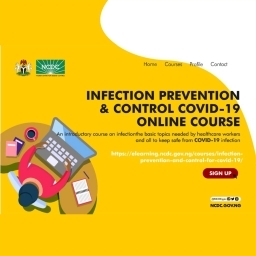 NCDC
Home Courses Profile Contact
INFECTION PREVENTION
& CONTROL COVID-19
ONLINE COURSE
An introductory course on infectionthe basic topics needed by healthcare workers
and all to keep safe from COVID-19 infection
https://elearning.ncdc.gov.ng/courses/infection-
prevention-and-control-for-covid-19/
SIGN UP
NCDC.GOV.NG